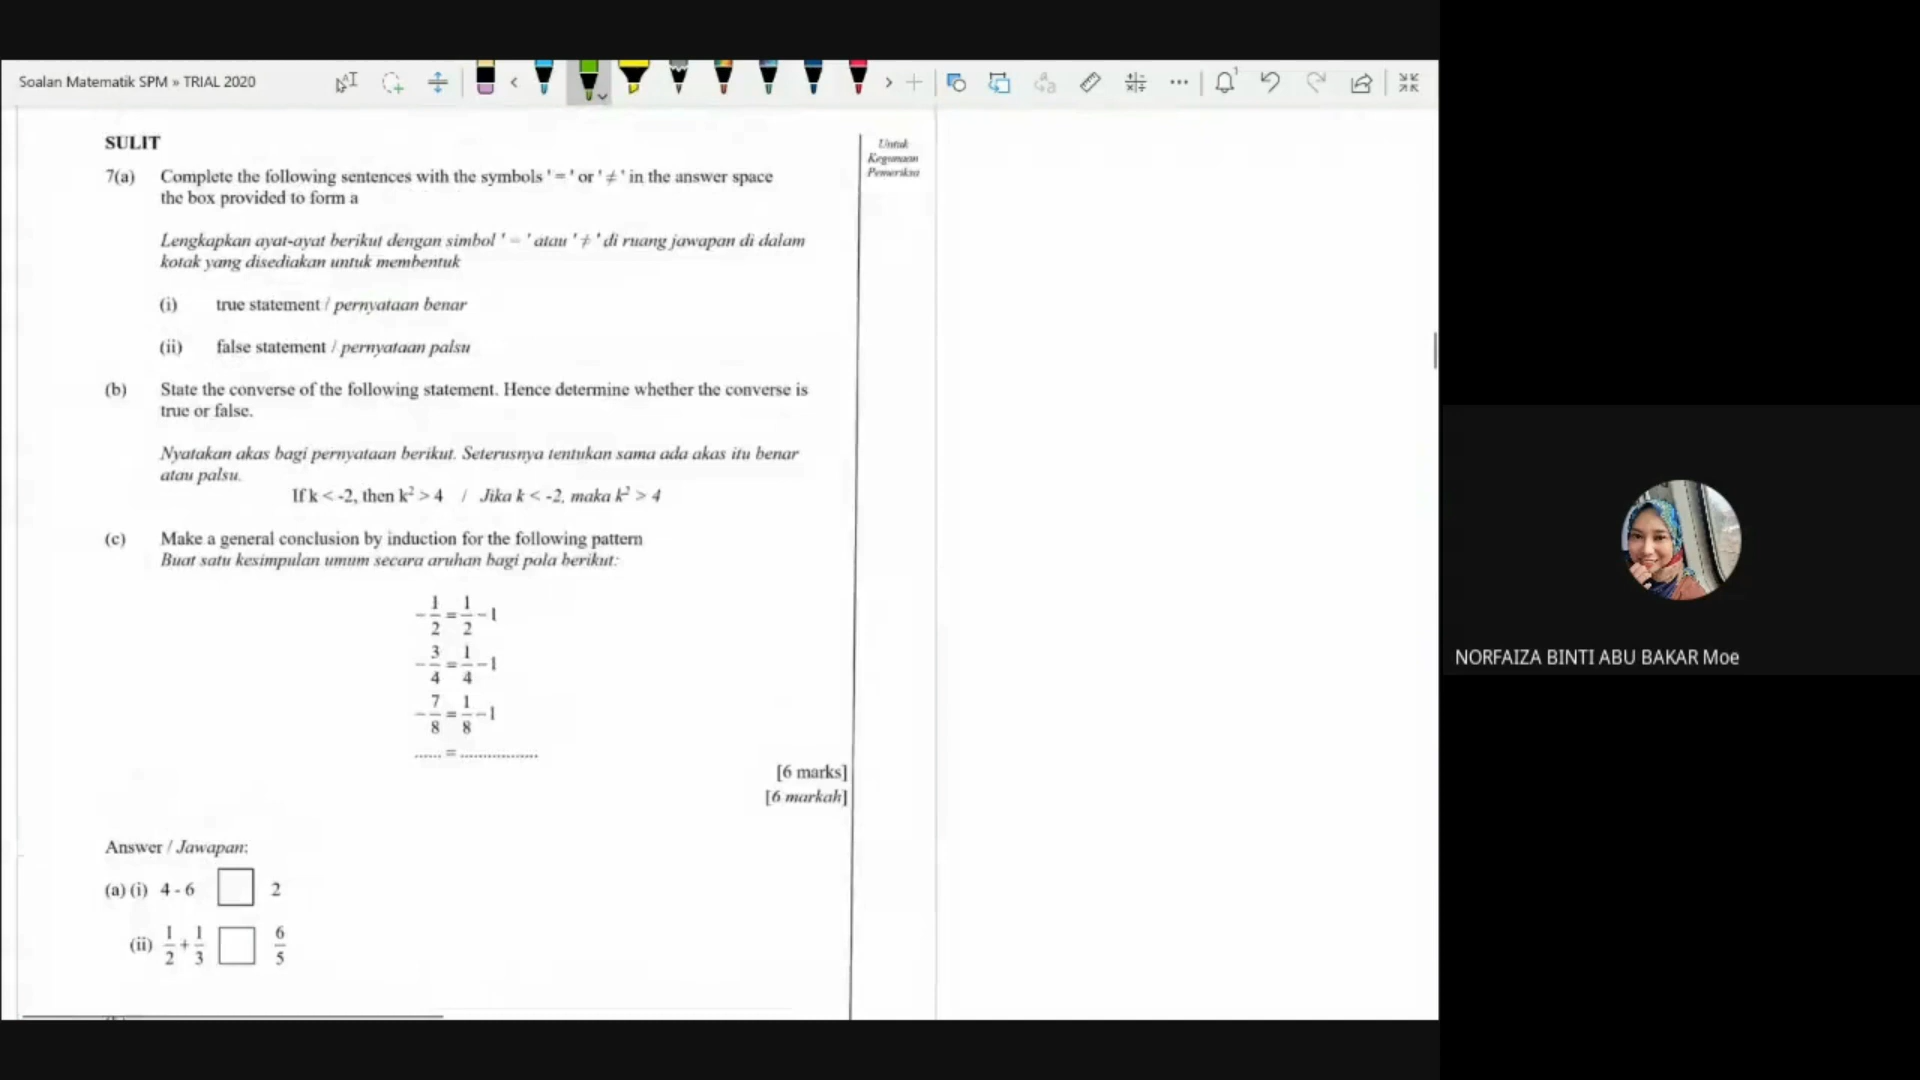 Soalan Matematik SPM » TRIAL 2020
SULIT
Untuk
Kegunaan
Pemeriksa
7(a) Complete the following sentences with the symbols ' = ' or ' ≠ ' in the answer space
the box provided to form a
Lengkapkan ayat-ayat berikut dengan simbol ' = ' atau ' ≠ ' di ruang jawapan di dalam
kotak yang disediakan untuk membentuk
(i) true statement / pernyataan benar
(ii) false statement / pernyataan palsu
(b) State the converse of the following statement. Hence determine whether the converse is
true or false.
Nyatakan akas bagi pernyataan berikut. Seterusnya tentukan sama ada akas itu benar
atau palsu.
If k < -2, then k² > 4 / Jika k < -2, maka k² > 4
(c) Make a general conclusion by induction for the following pattern
Buat satu kesimpulan umum secara aruhan bagi pola berikut:
-1/2 = 1/2 - 1
-3/4 = 1/4 - 1
-7/8 = 1/8 - 1
...... = .................
[6 marks]
[6 markah]
Answer / Jawapan:
(a) (i) 4 - 6 □ 2
(ii) 1/2 + 1/3 □ 6/5
NORFAIZA BINTI ABU BAKAR Moe